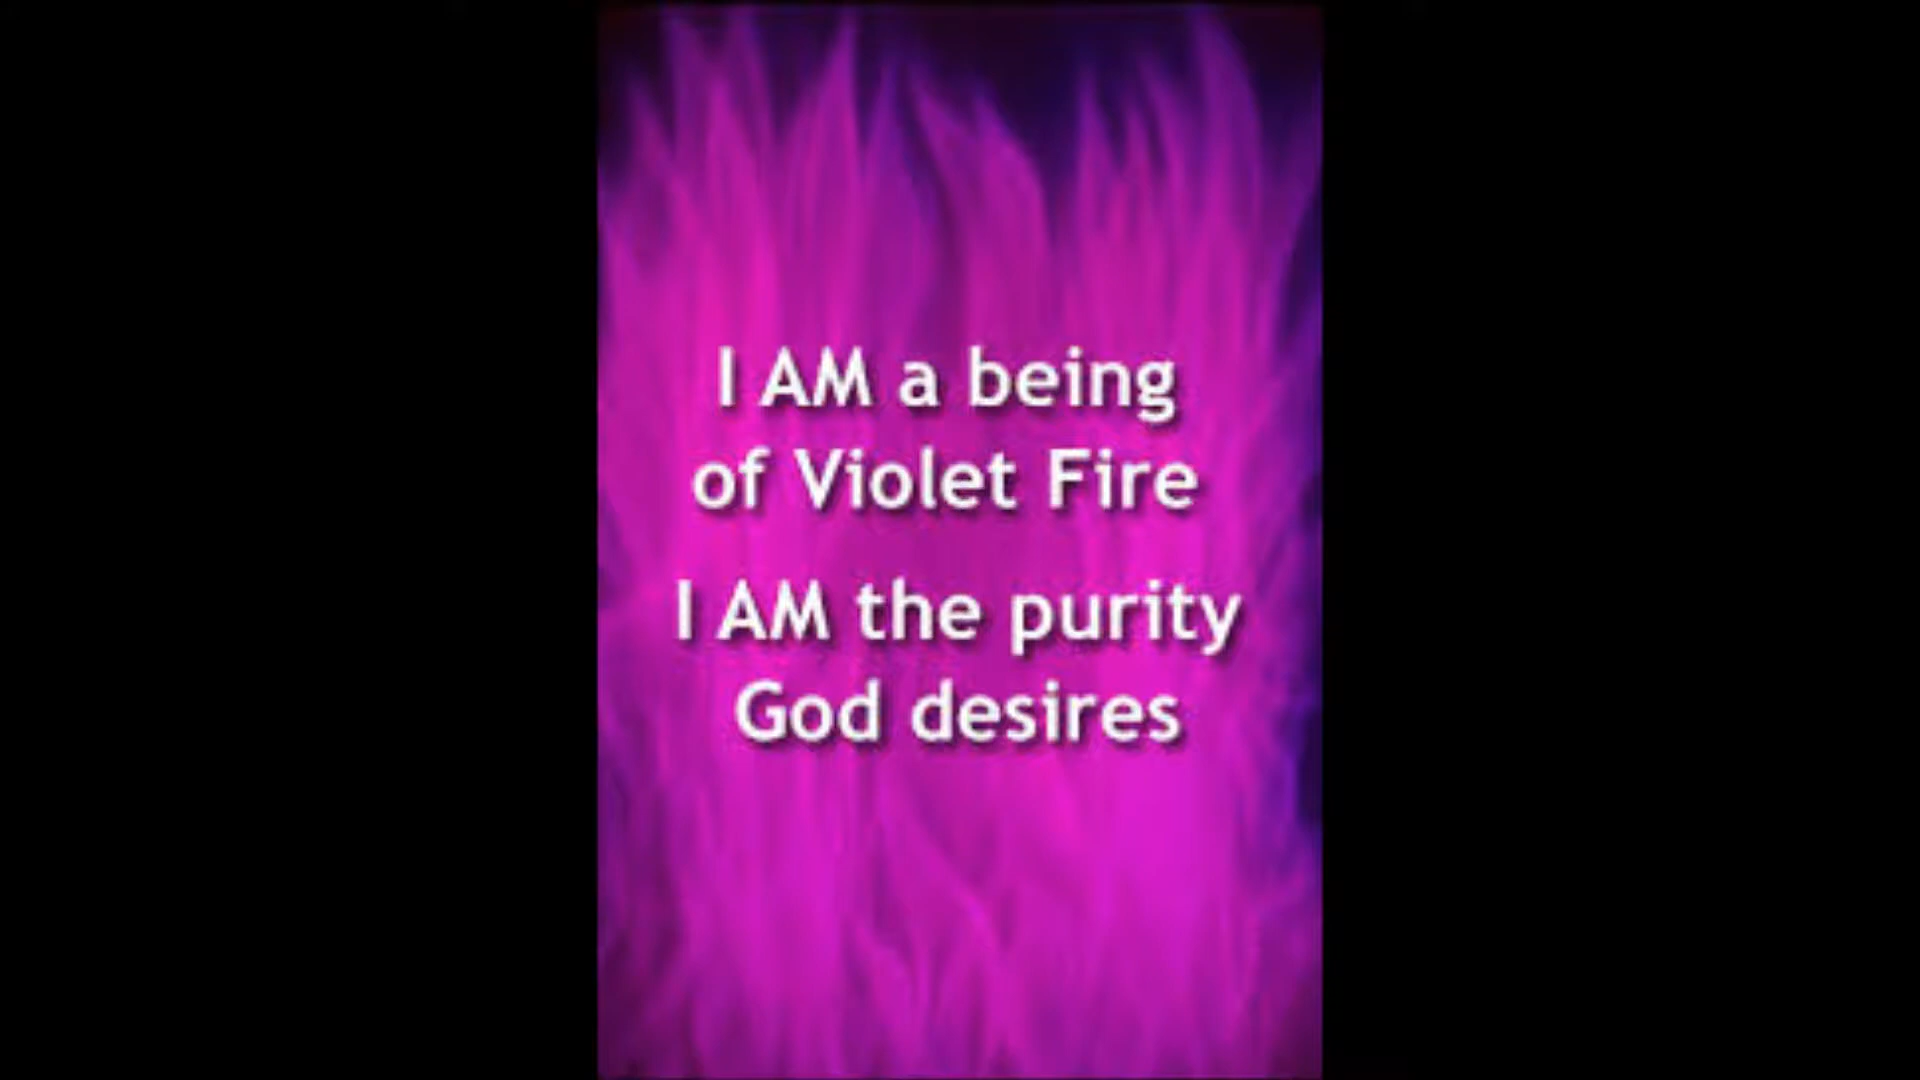 I AM a being
of Violet Fire
I AM the purity
God desires